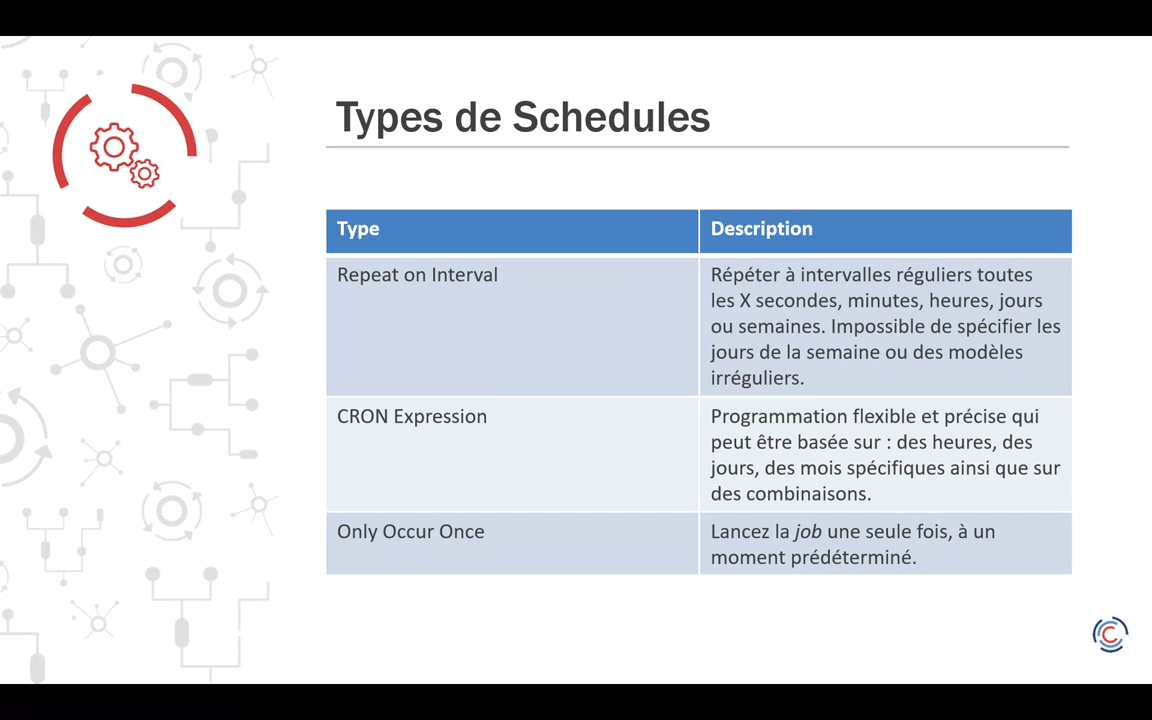 Types de Schedules
Type
Description
Repeat on Interval
Répéter à intervalles réguliers toutes
les X secondes, minutes, heures, jours
ou semaines. Impossible de spécifier les
jours de la semaine ou des modèles
irréguliers.
CRON Expression
Programmation flexible et précise qui
peut être basée sur : des heures, des
jours, des mois spécifiques ainsi que sur
des combinaisons.
Only Occur Once
Lancez la job une seule fois, à un
moment prédéterminé.